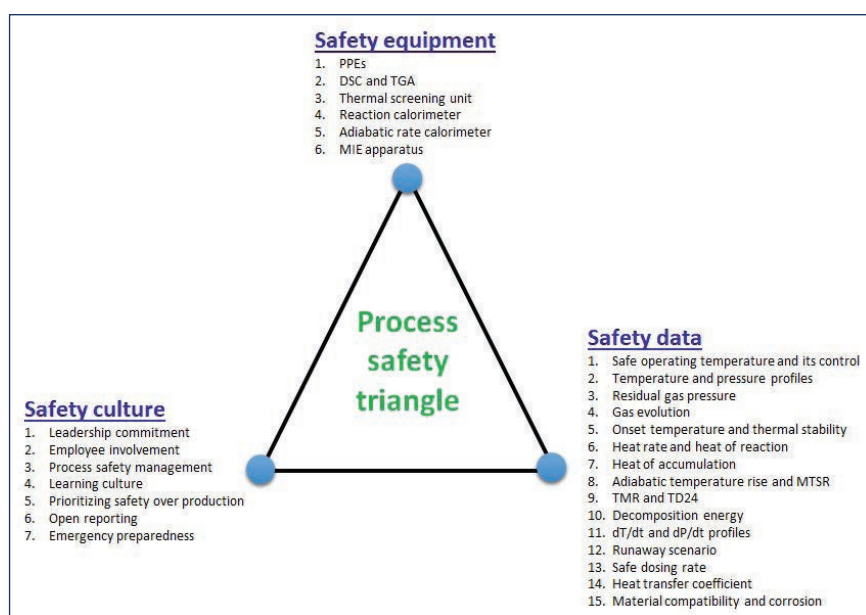 Safety equipment
1. PPEs
2. DSC and TGA
3. Thermal screening unit
4. Reaction calorimeter
5. Adiabatic rate calorimeter
6. MIE apparatus
Process
safety
triangle
Safety culture
1. Leadership commitment
2. Employee involvement
3. Process safety management
4. Learning culture
5. Prioritizing safety over production
6. Open reporting
7. Emergency preparedness
Safety data
1. Safe operating temperature and its control
2. Temperature and pressure profiles
3. Residual gas pressure
4. Gas evolution
5. Onset temperature and thermal stability
6. Heat rate and heat of reaction
7. Heat of accumulation
8. Adiabatic temperature rise and MTSR
9. TMR and TD24
10. Decomposition energy
11. dT/dt and dP/dt profiles
12. Runaway scenario
13. Safe dosing rate
14. Heat transfer coefficient
15. Material compatibility and corrosion